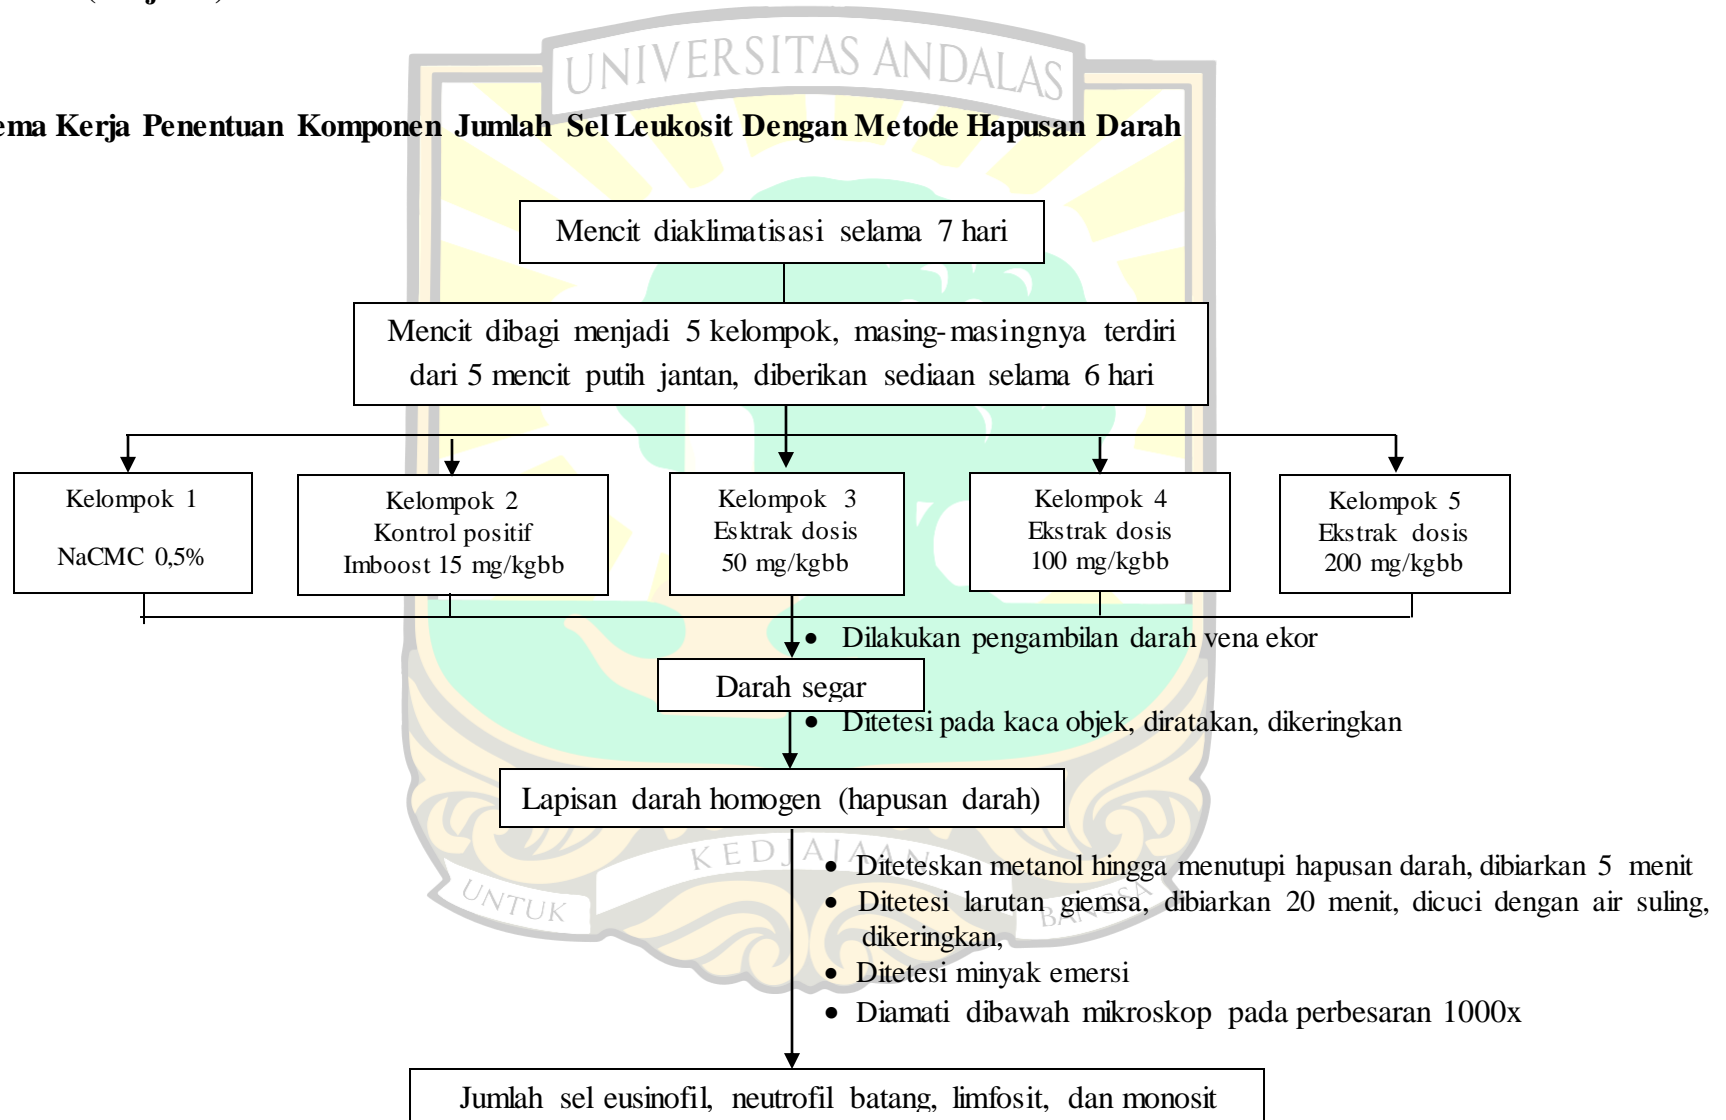 UNIVERSITAS ANDALAS
ema Kerja Penentuan Komponen Jumlah Sel Leukosit Dengan Metode Hapusan Darah
Mencit diaklimatisasi selama 7 hari
Mencit dibagi menjadi 5 kelompok, masing-masingnya terdiri
dari 5 mencit putih jantan, diberikan sediaan selama 6 hari
Kelompok 1
NaCMC 0,5%
Kelompok 2
Kontrol positif
Imboost 15 mg/kgbb
Kelompok 3
Esktrak dosis
50 mg/kgbb
Kelompok 4
Ekstrak dosis
100 mg/kgbb
Kelompok 5
Ekstrak dosis
200 mg/kgbb
• Dilakukan pengambilan darah vena ekor
Darah segar
• Ditetesi pada kaca objek, diratakan, dikeringkan
Lapisan darah homogen (hapusan darah)
• Diteteskan metanol hingga menutupi hapusan darah, dibiarkan 5 menit
• Ditetesi larutan giemsa, dibiarkan 20 menit, dicuci dengan air suling,
dikeringkan,
• Ditetesi minyak emersi
• Diamati dibawah mikroskop pada perbesaran 1000x
KEDJAJAAN
UNTUK
BANGSA
Jumlah sel eusinofil, neutrofil batang, limfosit, dan monosit